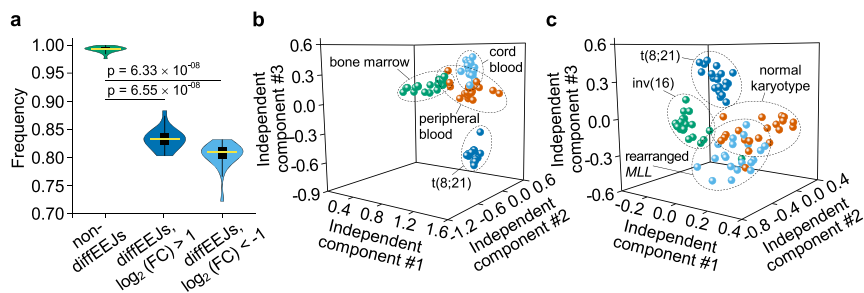 a
Frequency
1.00
0.95
0.90
0.85
0.80
0.75
0.70
p = 6.33 × 10⁻⁰⁸
p = 6.55 × 10⁻⁰⁸
non-
diffEEJs
diffEEJs,
log₂ (FC) > 1
diffEEJs,
log₂ (FC) < -1
b
Independent
component #3
0.6
0.3
0.0
-0.3
-0.6
-0.9
bone marrow
cord
blood
peripheral
blood
t(8;21)
0.4
0.8
1.2
1.6
Independent
component #1
-1.2
-0.6
0.0
0.6
Independent
component #2
c
Independent
component #3
0.6
0.3
0.0
-0.3
-0.6
t(8;21)
inv(16)
normal
karyotype
rearranged
MLL
-0.2
0.0
0.2
0.4
Independent
component #1
-0.8
-0.4
0.0
0.4
Independent
component #2